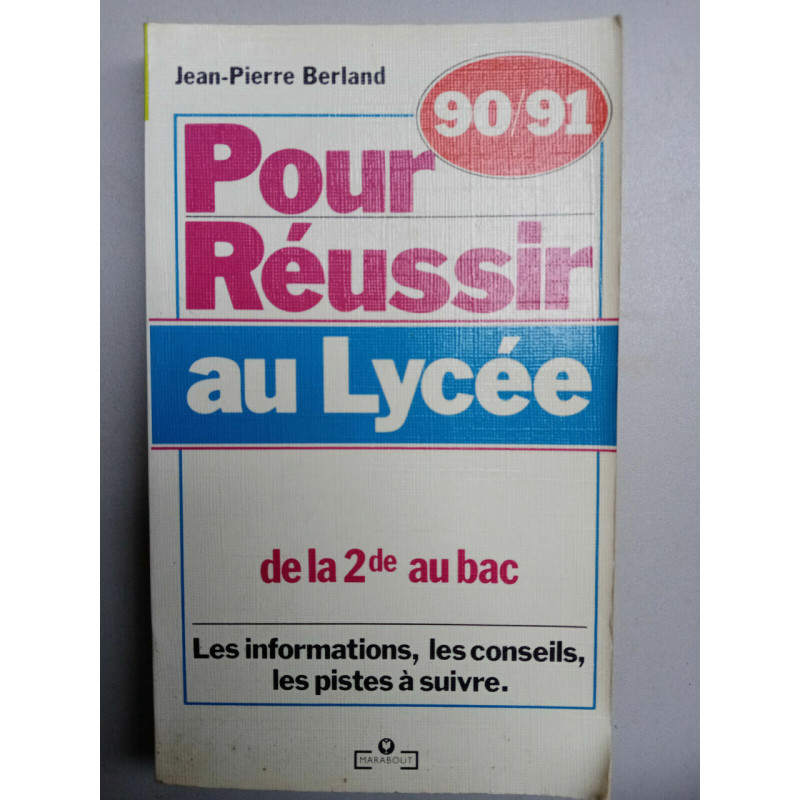 Jean-Pierre Berland
90/91
Pour
Réussir
au Lycée
de la 2de au bac
Les informations, les conseils,
les pistes à suivre.
MARABOUT